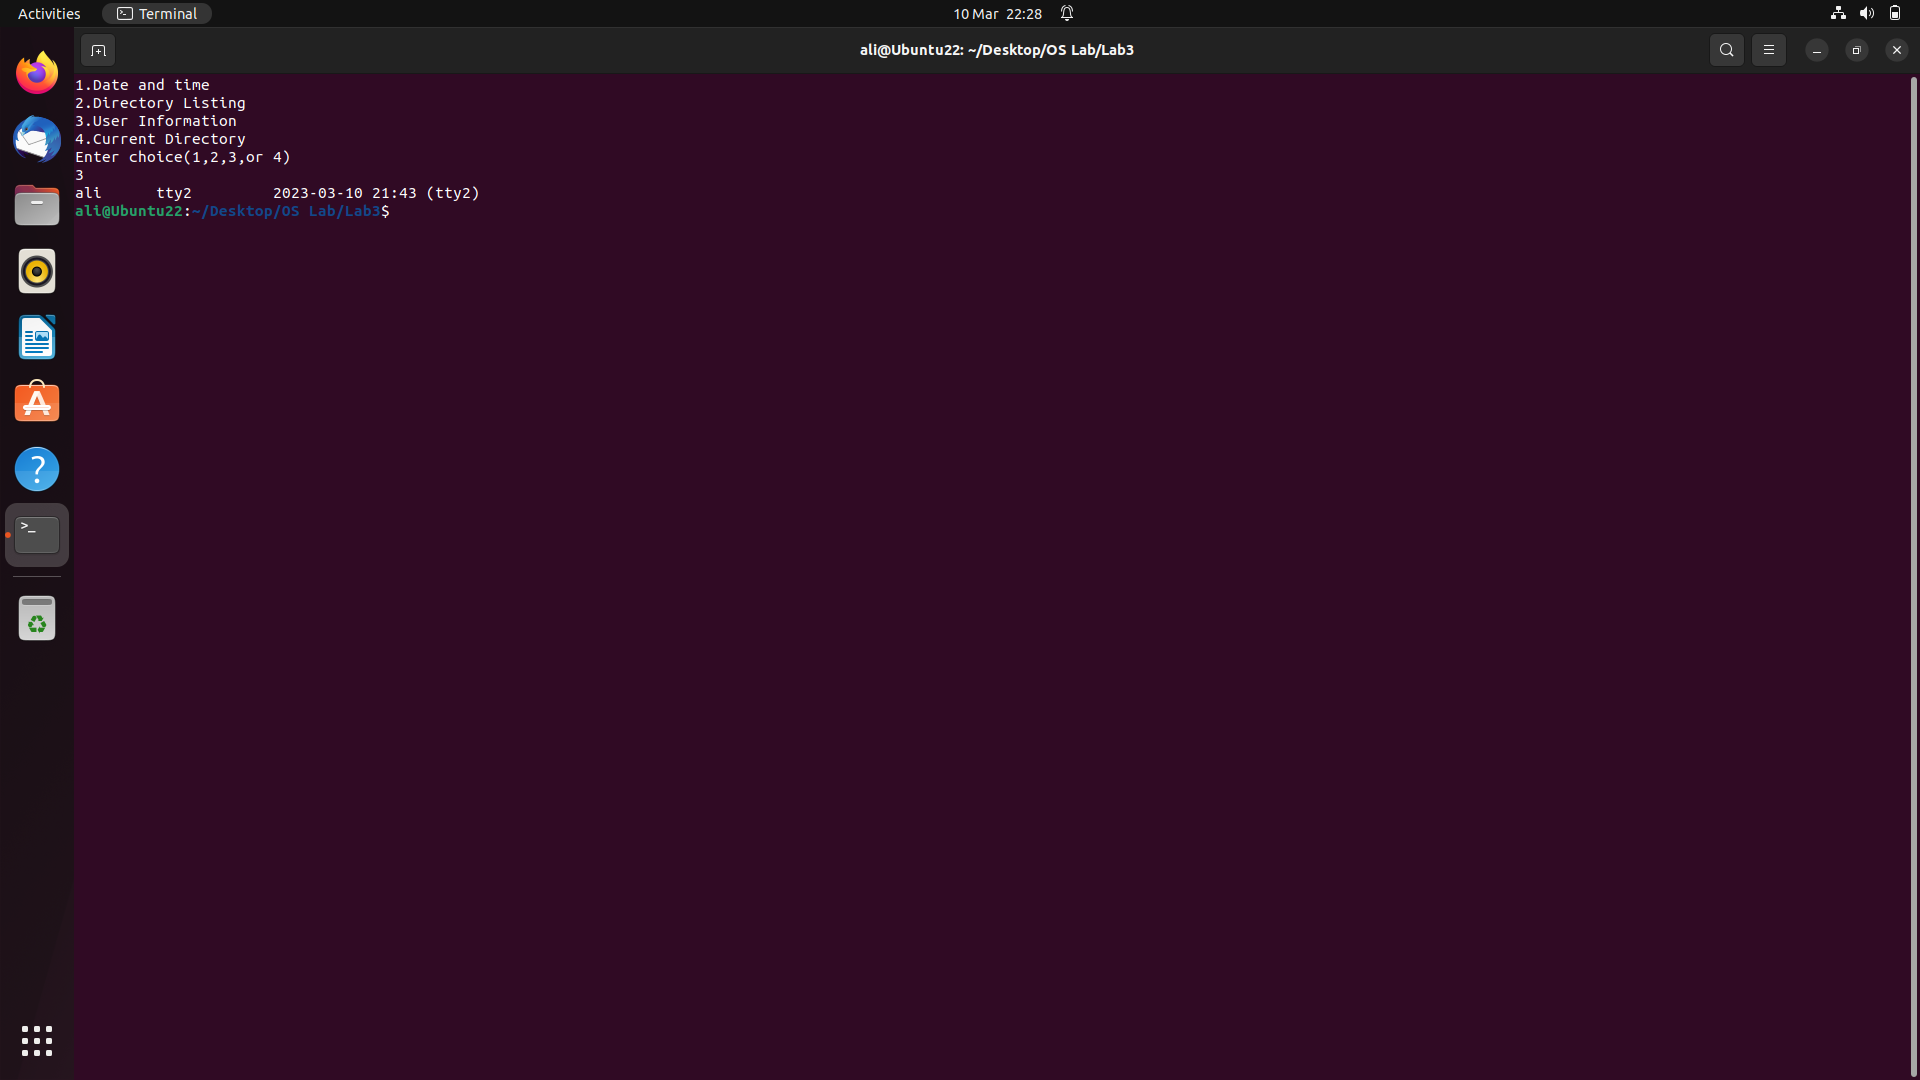 Activities Terminal 10 Mar 22:28
ali@Ubuntu22: ~/Desktop/OS Lab/Lab3
1.Date and time
2.Directory Listing
3.User Information
4.Current Directory
Enter choice(1,2,3,or 4)
3
ali      tty2         2023-03-10 21:43 (tty2)
ali@Ubuntu22:~/Desktop/OS Lab/Lab3$